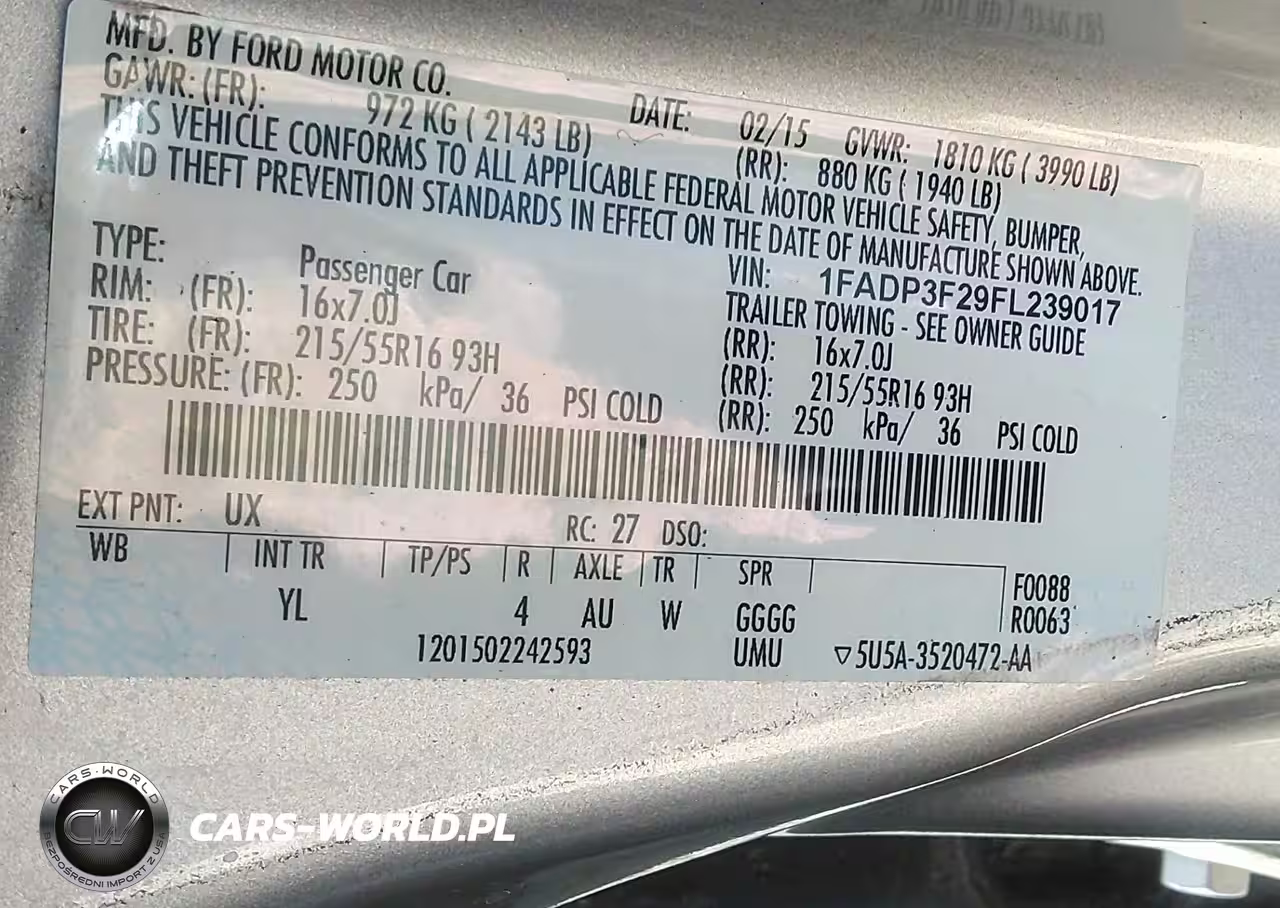 MFD. BY FORD MOTOR CO.
DATE: 02/15 GVWR: 1810 KG ( 3990 LB)
GAWR: (FR): 972 KG ( 2143 LB) (RR): 880 KG ( 1940 LB)
THIS VEHICLE CONFORMS TO ALL APPLICABLE FEDERAL MOTOR VEHICLE SAFETY, BUMPER,
AND THEFT PREVENTION STANDARDS IN EFFECT ON THE DATE OF MANUFACTURE SHOWN ABOVE.
VIN: 1FADP3F29FL239017
TYPE: Passenger Car TRAILER TOWING - SEE OWNER GUIDE
RIM: (FR): 16x7.0J (RR): 16x7.0J
TIRE: (FR): 215/55R16 93H (RR): 215/55R16 93H
PRESSURE: (FR): 250 kPa/ 36 PSI COLD (RR): 250 kPa/ 36 PSI COLD
EXT PNT: UX RC: 27 DSO:
WB INT TR TP/PS R AXLE TR SPR F0088
YL 4 AU W GGGG R0063
1201502242593 UMU ▽5U5A-3520472-AA
CARS-WORLD
CW
BEZPOŚREDNI IMPORT Z USA
CARS-WORLD.PL